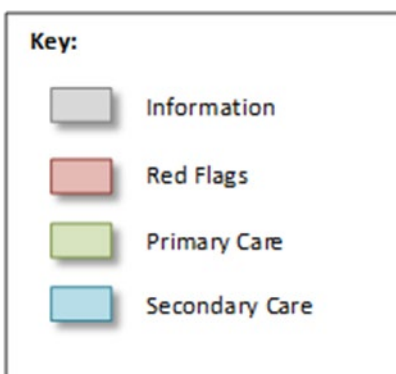 Key:
Information
Red Flags
Primary Care
Secondary Care